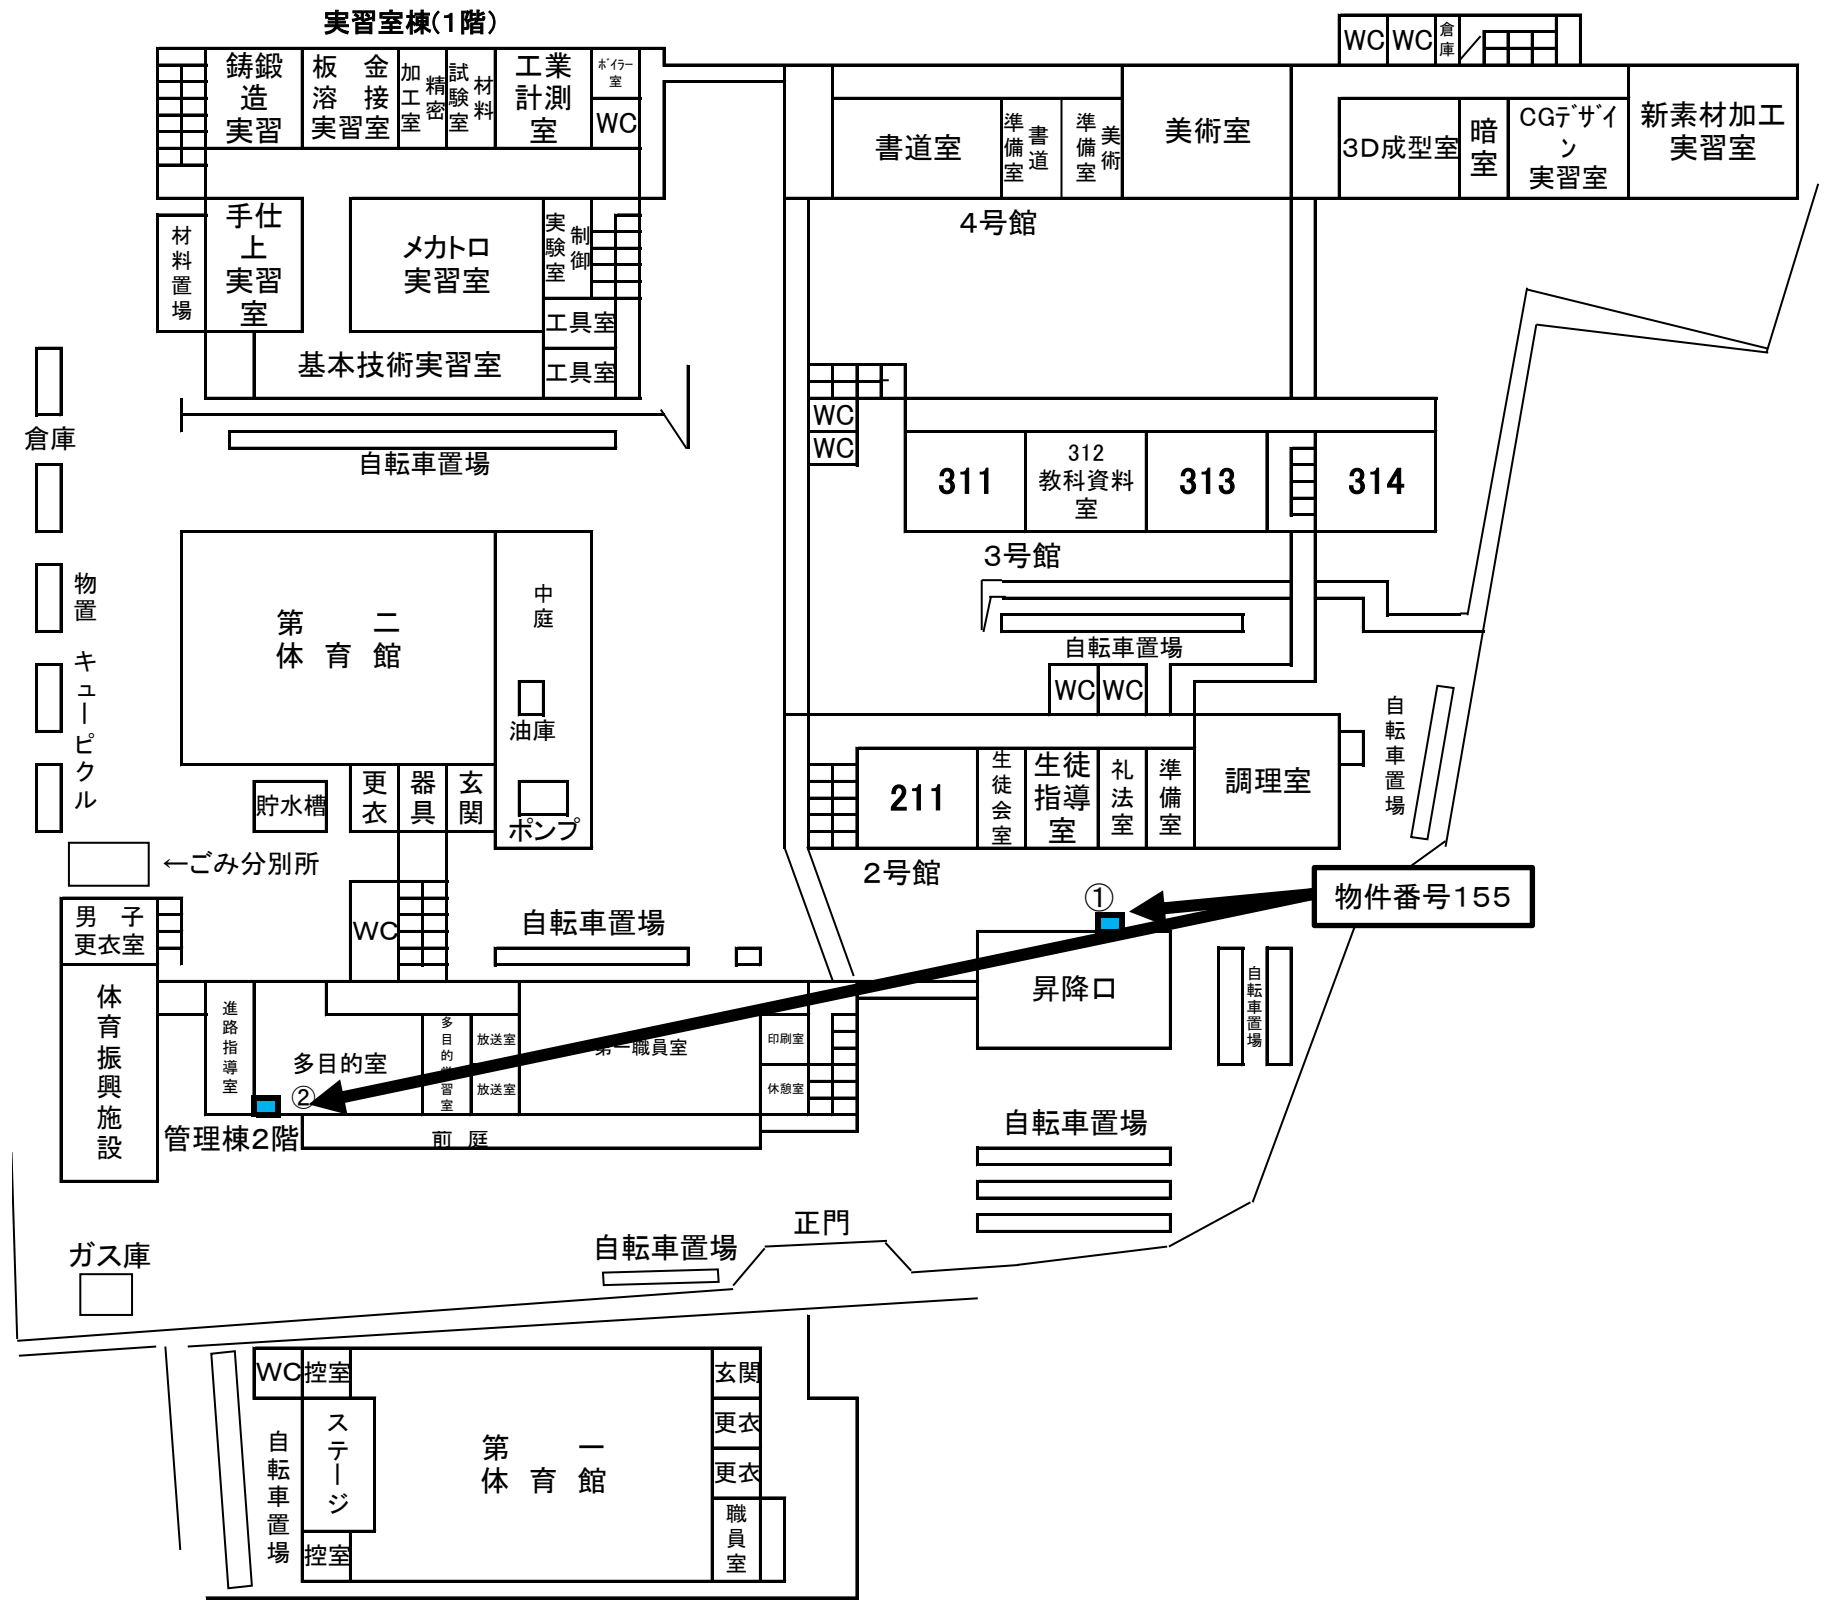 実習室棟(1階)
鋳鍛
造
実習
板　金
溶　接
実習室
精密
加工室
材料
試験室
工業
計測
室
ﾎﾞｲﾗｰ
室
WC
書道室
書道
準備室
美術
準備室
美術室
WC
WC
倉庫
3D成型室
暗室
CGﾃﾞｻﾞｲ
ン
実習室
新素材加工
実習室
4号館
材料置場
手仕
上
実習
室
メカトロ
実習室
制御
実験室
工具室
工具室
基本技術実習室
自転車置場
倉庫
物置
キュービクル
WC
WC
311
312
教科資料
室
313
314
3号館
自転車置場
第　二
体　育　館
中庭
油庫
ポンプ
貯水槽
更衣
器具
玄関
WC
WC
211
生徒会室
生徒
指導
室
礼法室
準備室
調理室
自転車置場
2号館
←ごみ分別所
男　子
更衣室
体育振興施設
WC
自転車置場
①
物件番号155
昇降口
自転車置場
進路指導室
多目的室
②
放送室
放送室
第一職員室
印刷室
休憩室
管理棟2階
前　庭
自転車置場
正門
自転車置場
ガス庫
WC
控室
玄関
更衣
更衣
職員室
ステージ
控室
自転車置場
第　一
体　育　館